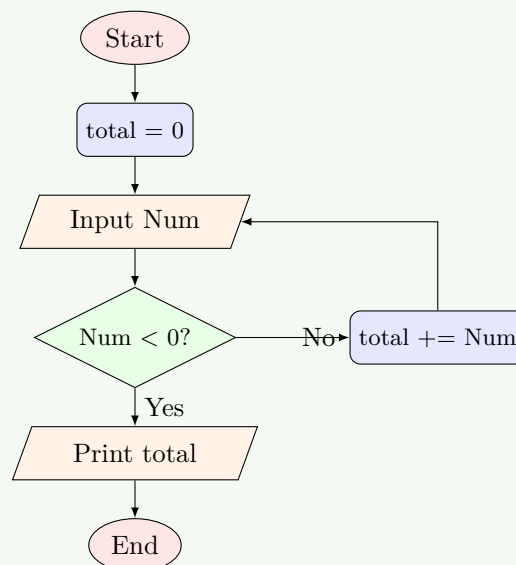 Start
total = 0
Input Num
Num < 0?
No
total += Num
Yes
Print total
End